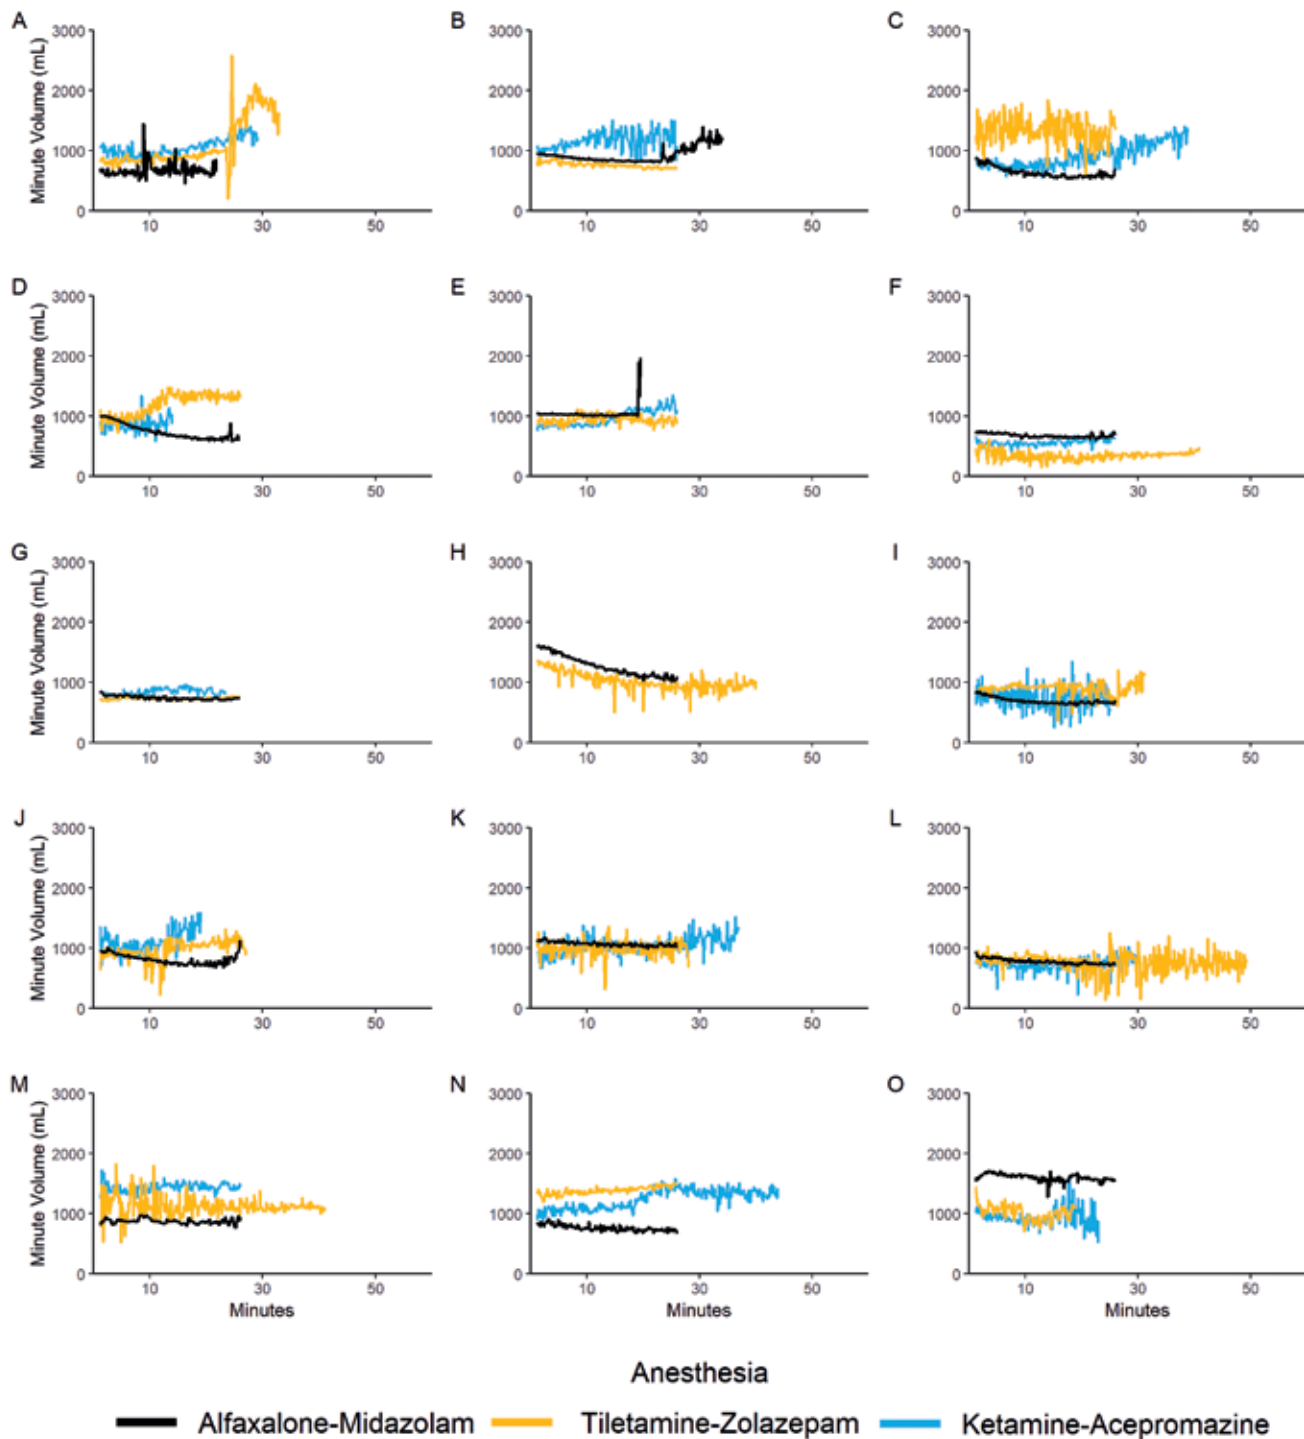 A B C
3000 3000 3000
2000 2000 2000
1000 1000 1000
0 0 0
Minute Volume (mL)
10 30 50 10 30 50 10 30 50
D E F
3000 3000 3000
2000 2000 2000
1000 1000 1000
0 0 0
Minute Volume (mL)
10 30 50 10 30 50 10 30 50
G H I
3000 3000 3000
2000 2000 2000
1000 1000 1000
0 0 0
Minute Volume (mL)
10 30 50 10 30 50 10 30 50
J K L
3000 3000 3000
2000 2000 2000
1000 1000 1000
0 0 0
Minute Volume (mL)
10 30 50 10 30 50 10 30 50
M N O
3000 3000 3000
2000 2000 2000
1000 1000 1000
0 0 0
Minute Volume (mL)
10 30 50 10 30 50 10 30 50
Minutes Minutes Minutes
Anesthesia
Alfaxalone-Midazolam Tiletamine-Zolazepam Ketamine-Acepromazine